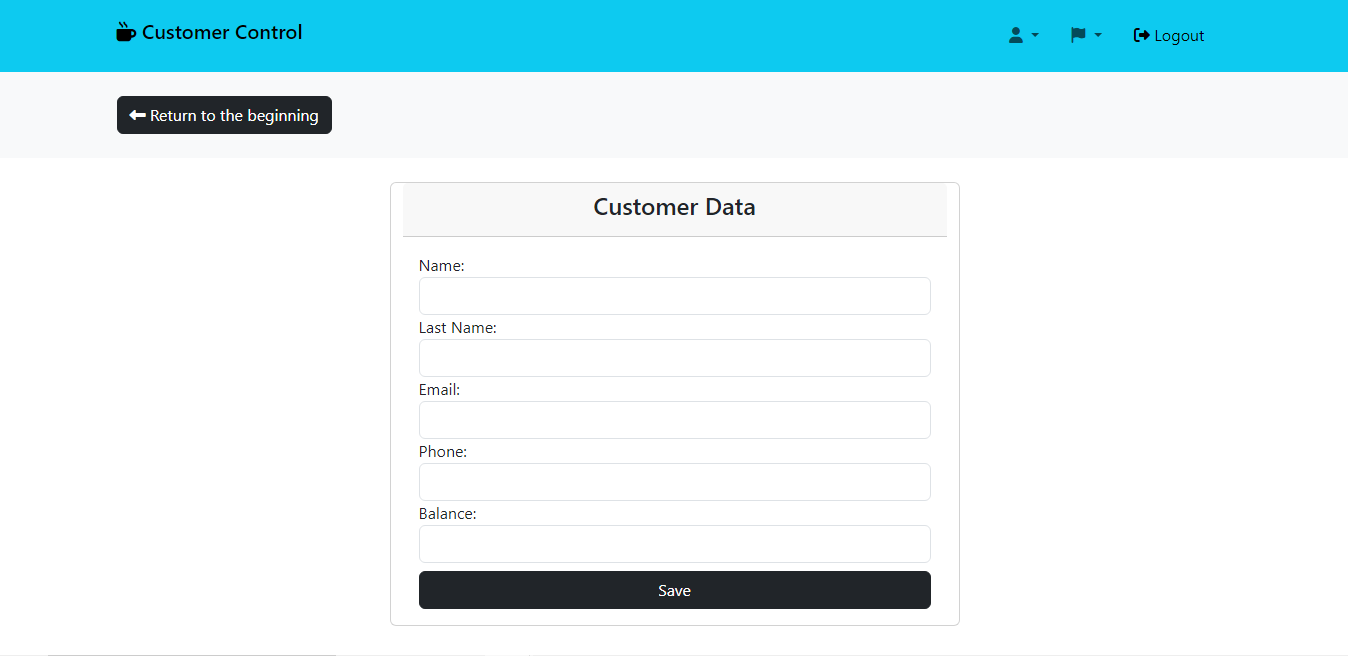 Customer Control
Logout
Return to the beginning
Customer Data
Name:
Last Name:
Email:
Phone:
Balance:
Save